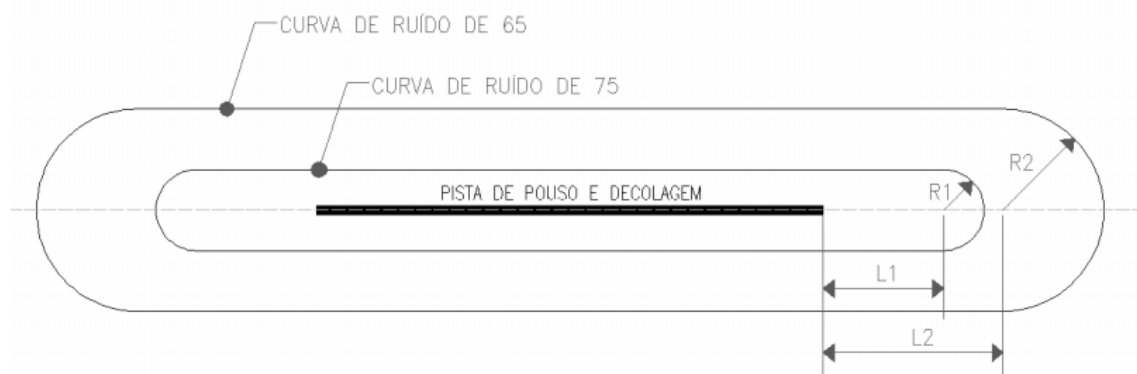 CURVA DE RUÍDO DE 65
CURVA DE RUÍDO DE 75
PISTA DE POUSO E DECOLAGEM
R1
R2
L1
L2